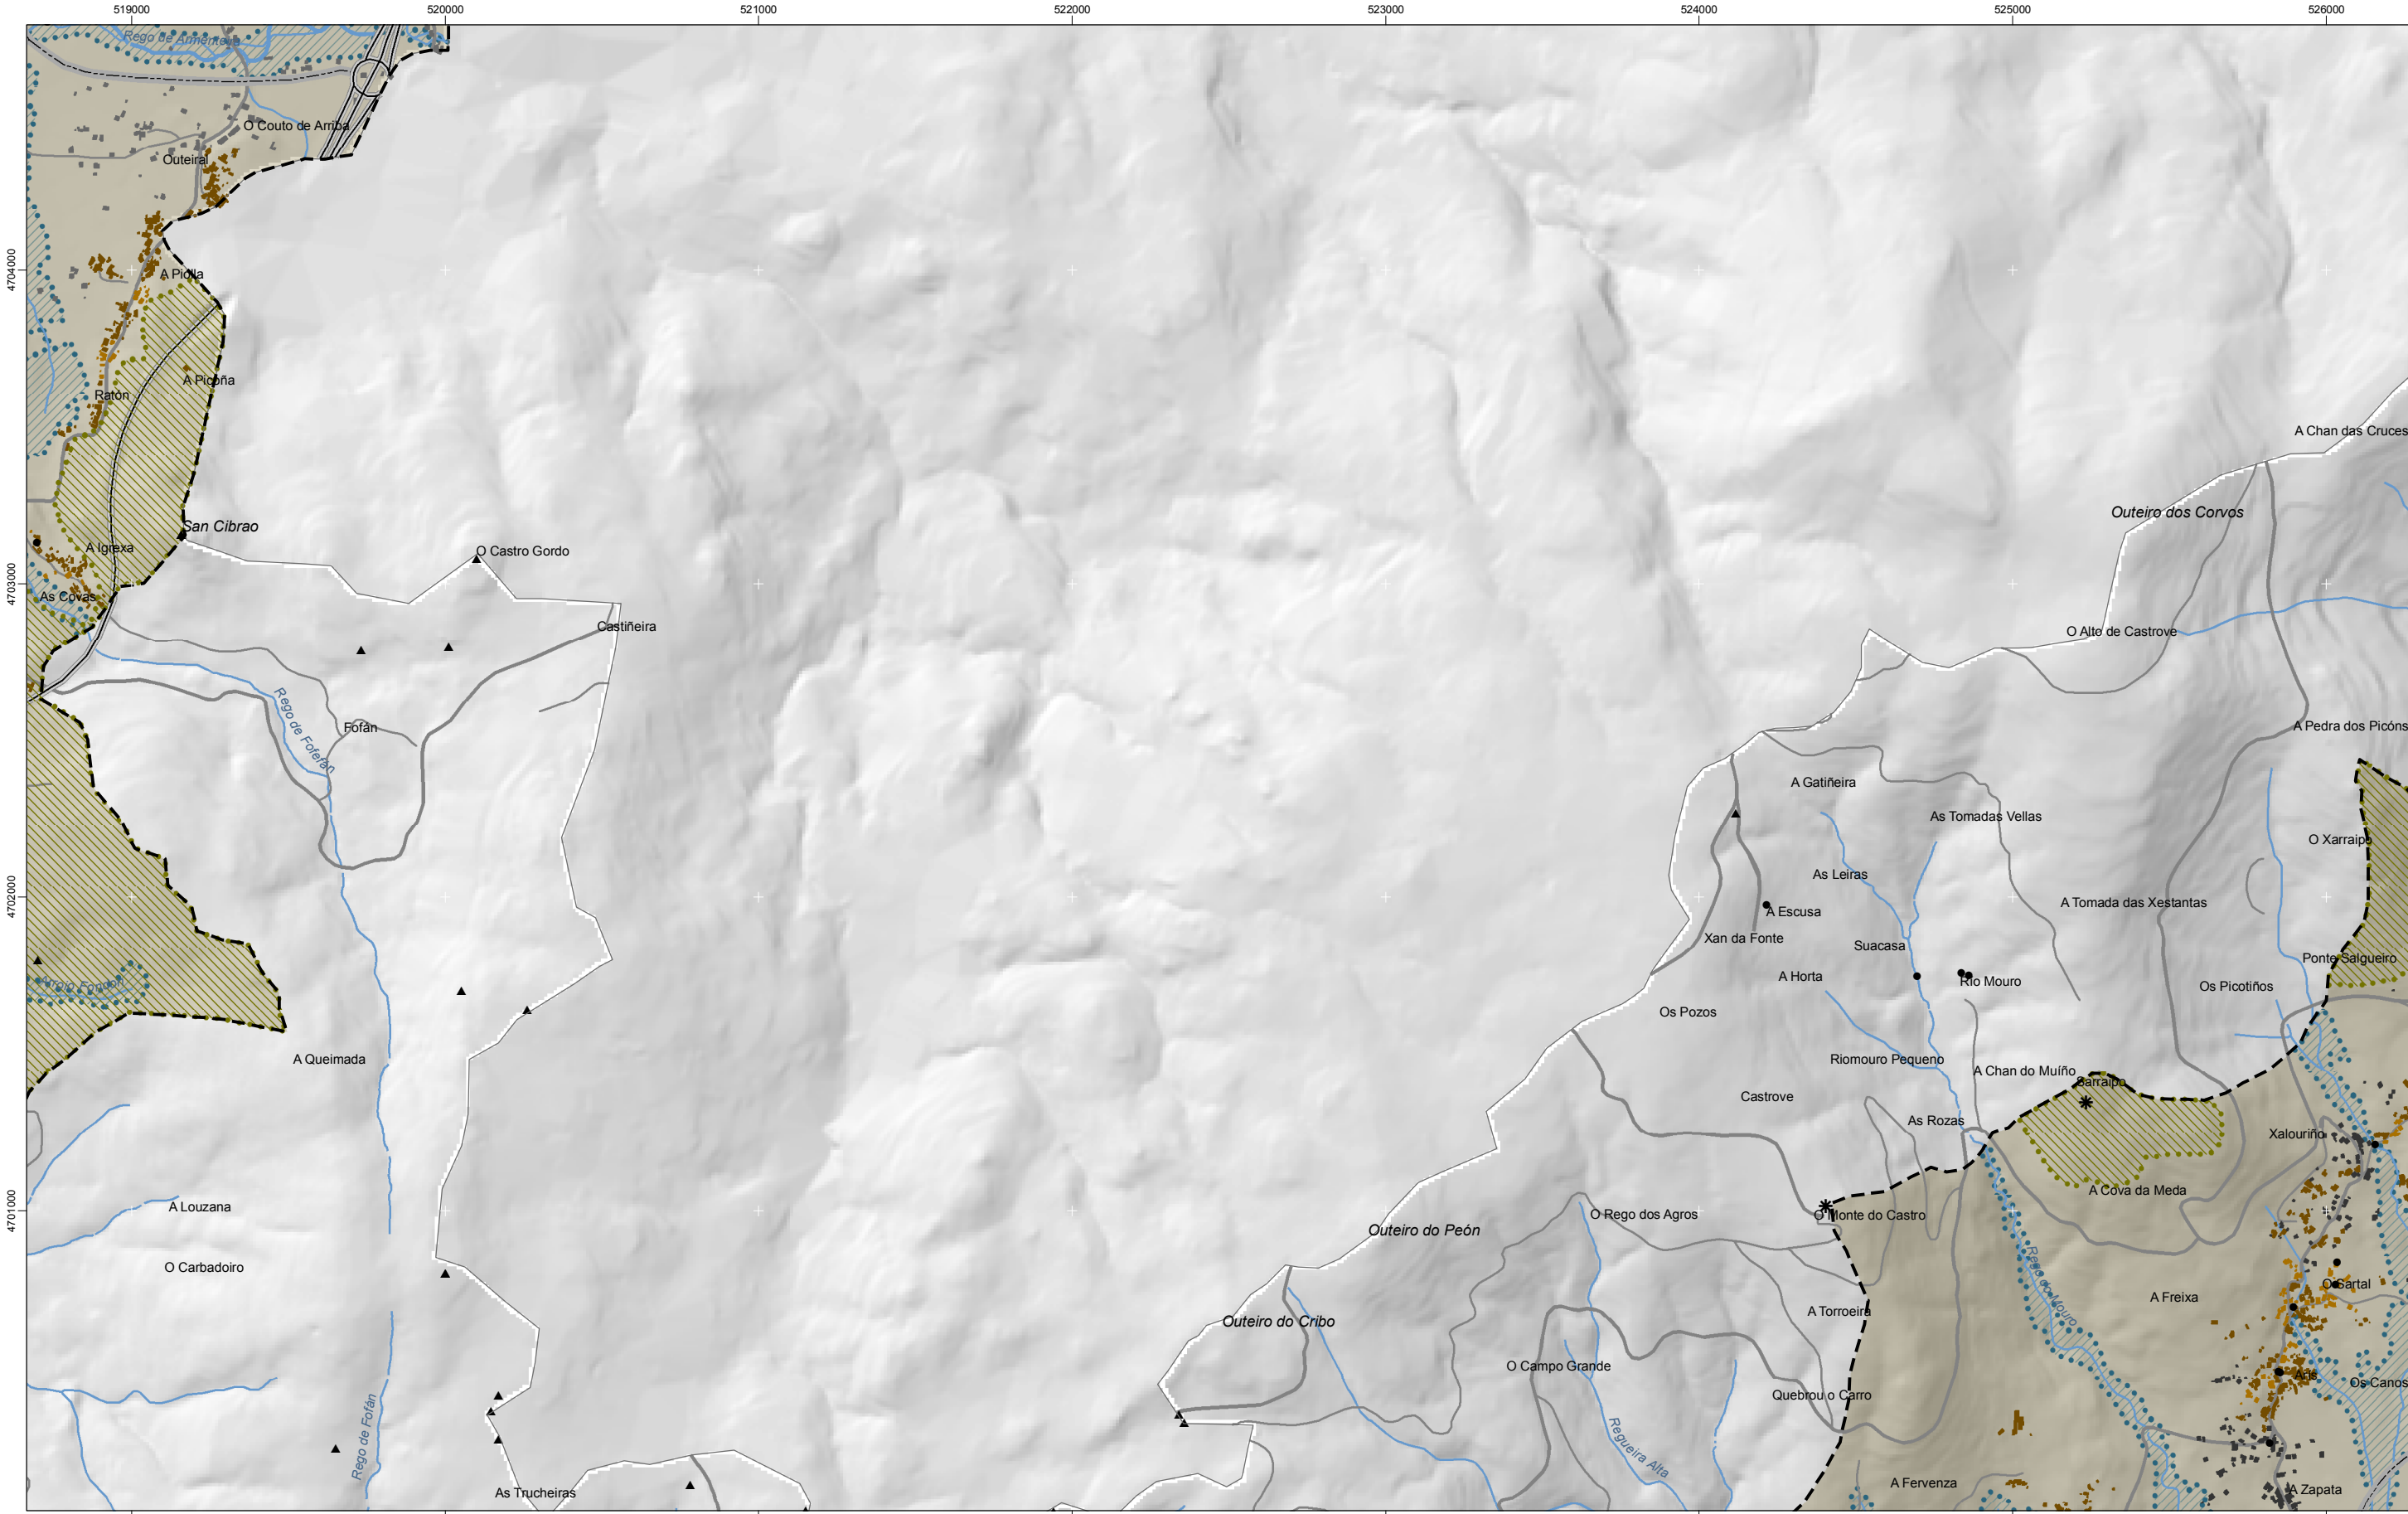 519000
520000
521000
522000
523000
524000
525000
526000
4704000
4703000
4702000
4701000
Rego de Armenteira
O Couto de Arriba
Outeiral
A Piolla
A Picoña
Ratón
San Cibrao
A Igrexa
As Covas
O Castro Gordo
Castiñeira
Rego de Fofefán
Fofán
Arroio Fondón
A Queimada
A Louzana
O Carbadoiro
Rego de Fofán
As Trucheiras
A Chan das Cruces
Outeiro dos Corvos
O Alto de Castrove
A Pedra dos Picóns
A Gatiñeira
As Tomadas Vellas
O Xarraipo
As Leiras
A Escusa
A Tomada das Xestantas
Xan da Fonte
Suacasa
Ponte Salgueiro
A Horta
Rio Mouro
Os Picotiños
Os Pozos
Riomouro Pequeno
A Chan do Muíño
Sarraipo
Castrove
As Rozas
Xalouriño
A Cova da Meda
O Rego dos Agros
O Monte do Castro
Outeiro do Peón
Rego do Mouro
O Sartal
A Freixa
A Torroeira
Outeiro do Cribo
O Campo Grande
Aris
Os Canos
Quebrou o Carro
Regueira Alta
A Fervenza
A Zapata